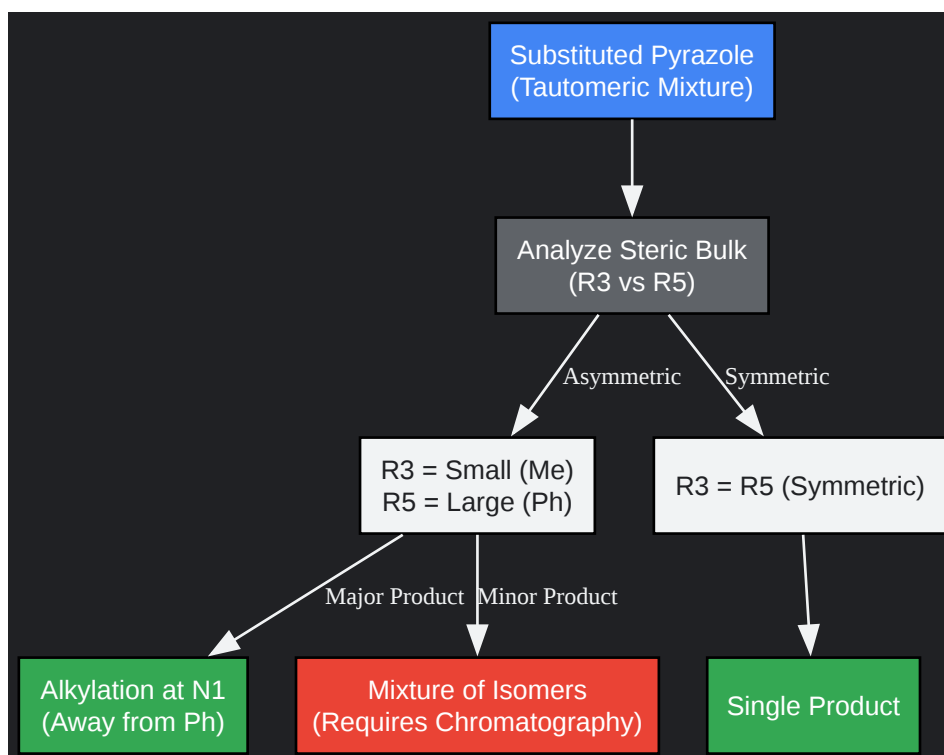 Substituted Pyrazole
(Tautomeric Mixture)
Analyze Steric Bulk
(R3 vs R5)
Asymmetric
Symmetric
R3 = Small (Me)
R5 = Large (Ph)
R3 = R5 (Symmetric)
Major Product
Minor Product
Alkylation at N1
(Away from Ph)
Mixture of Isomers
(Requires Chromatography)
Single Product